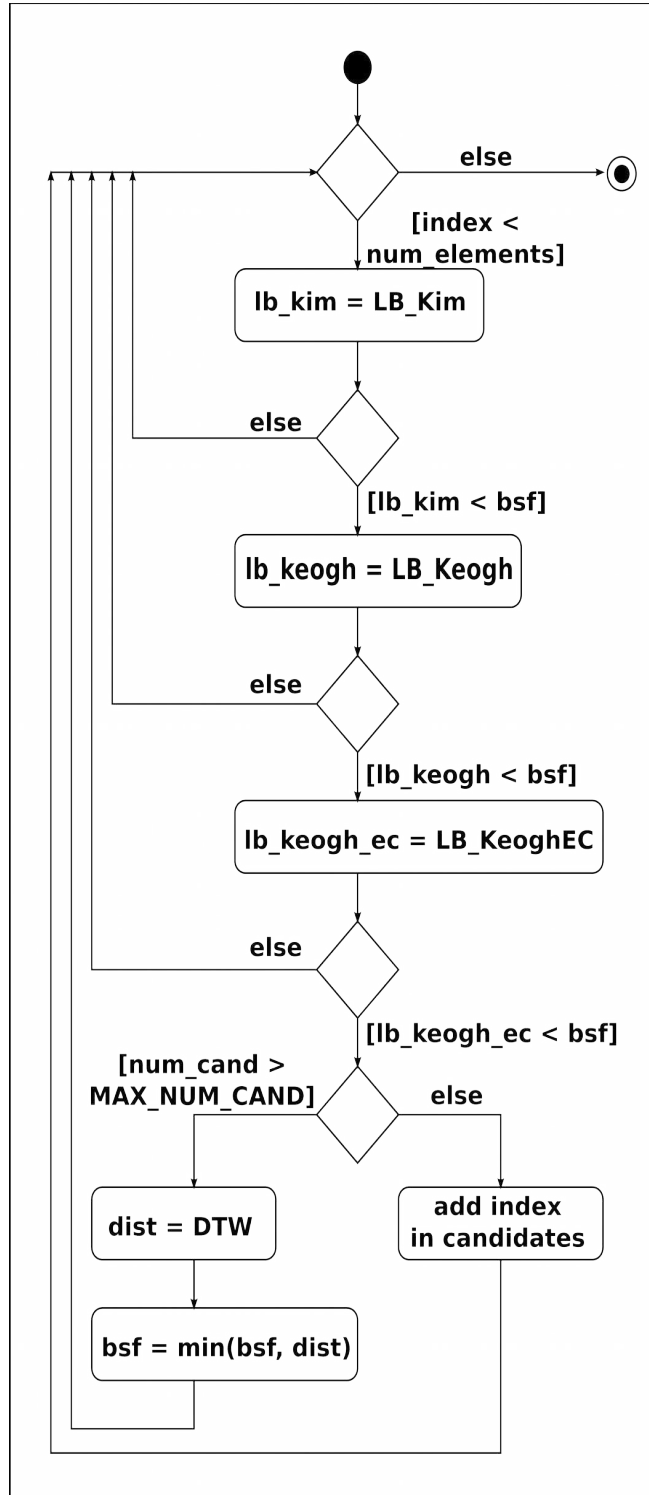 else
[index <
num_elements]
lb_kim = LB_Kim
else
[lb_kim < bsf]
lb_keogh = LB_Keogh
else
[lb_keogh < bsf]
lb_keogh_ec = LB_KeoghEC
else
[lb_keogh_ec < bsf]
[num_cand >
MAX_NUM_CAND]
else
dist = DTW
add index
in candidates
bsf = min(bsf, dist)